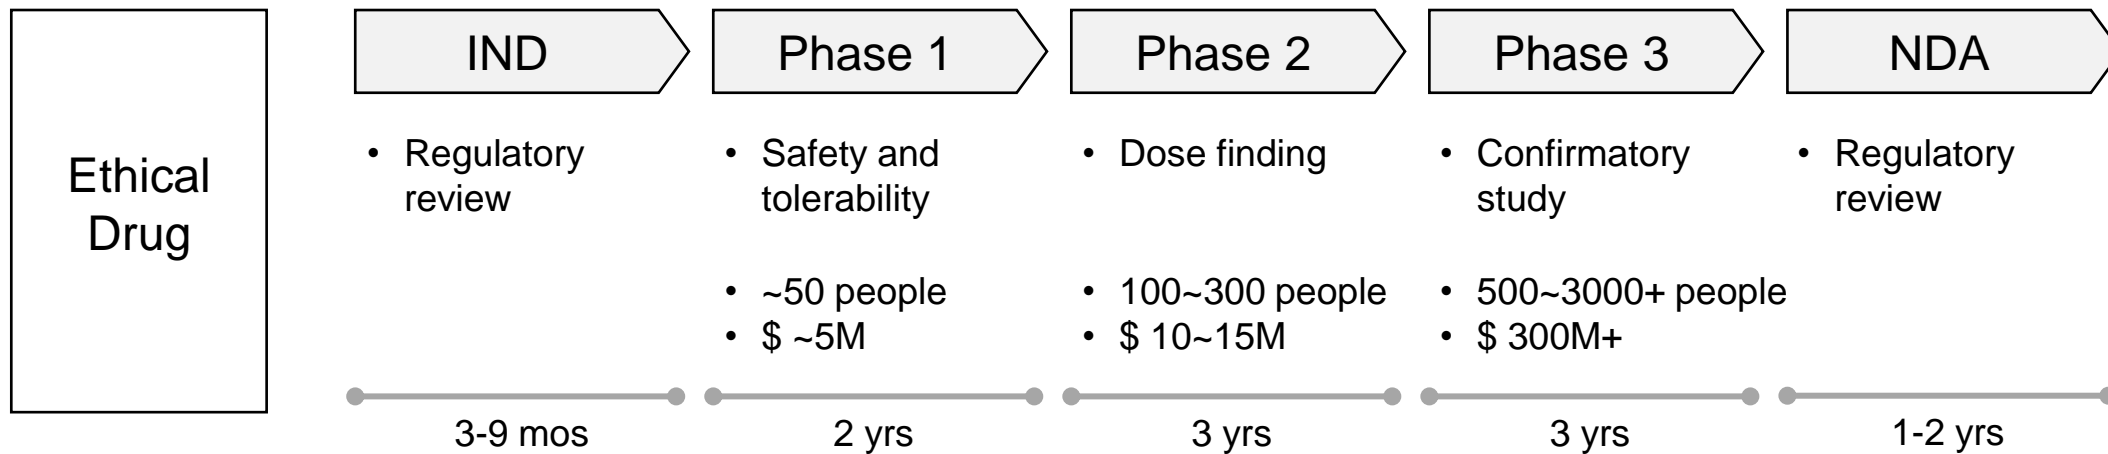 Ethical
Drug
IND
• Regulatory
review
3-9 mos
Phase 1
• Safety and
tolerability
• ~50 people
• $ ~5M
2 yrs
Phase 2
• Dose finding
• 100~300 people
• $ 10~15M
3 yrs
Phase 3
• Confirmatory
study
• 500~3000+ people
• $ 300M+
3 yrs
NDA
• Regulatory
review
1-2 yrs